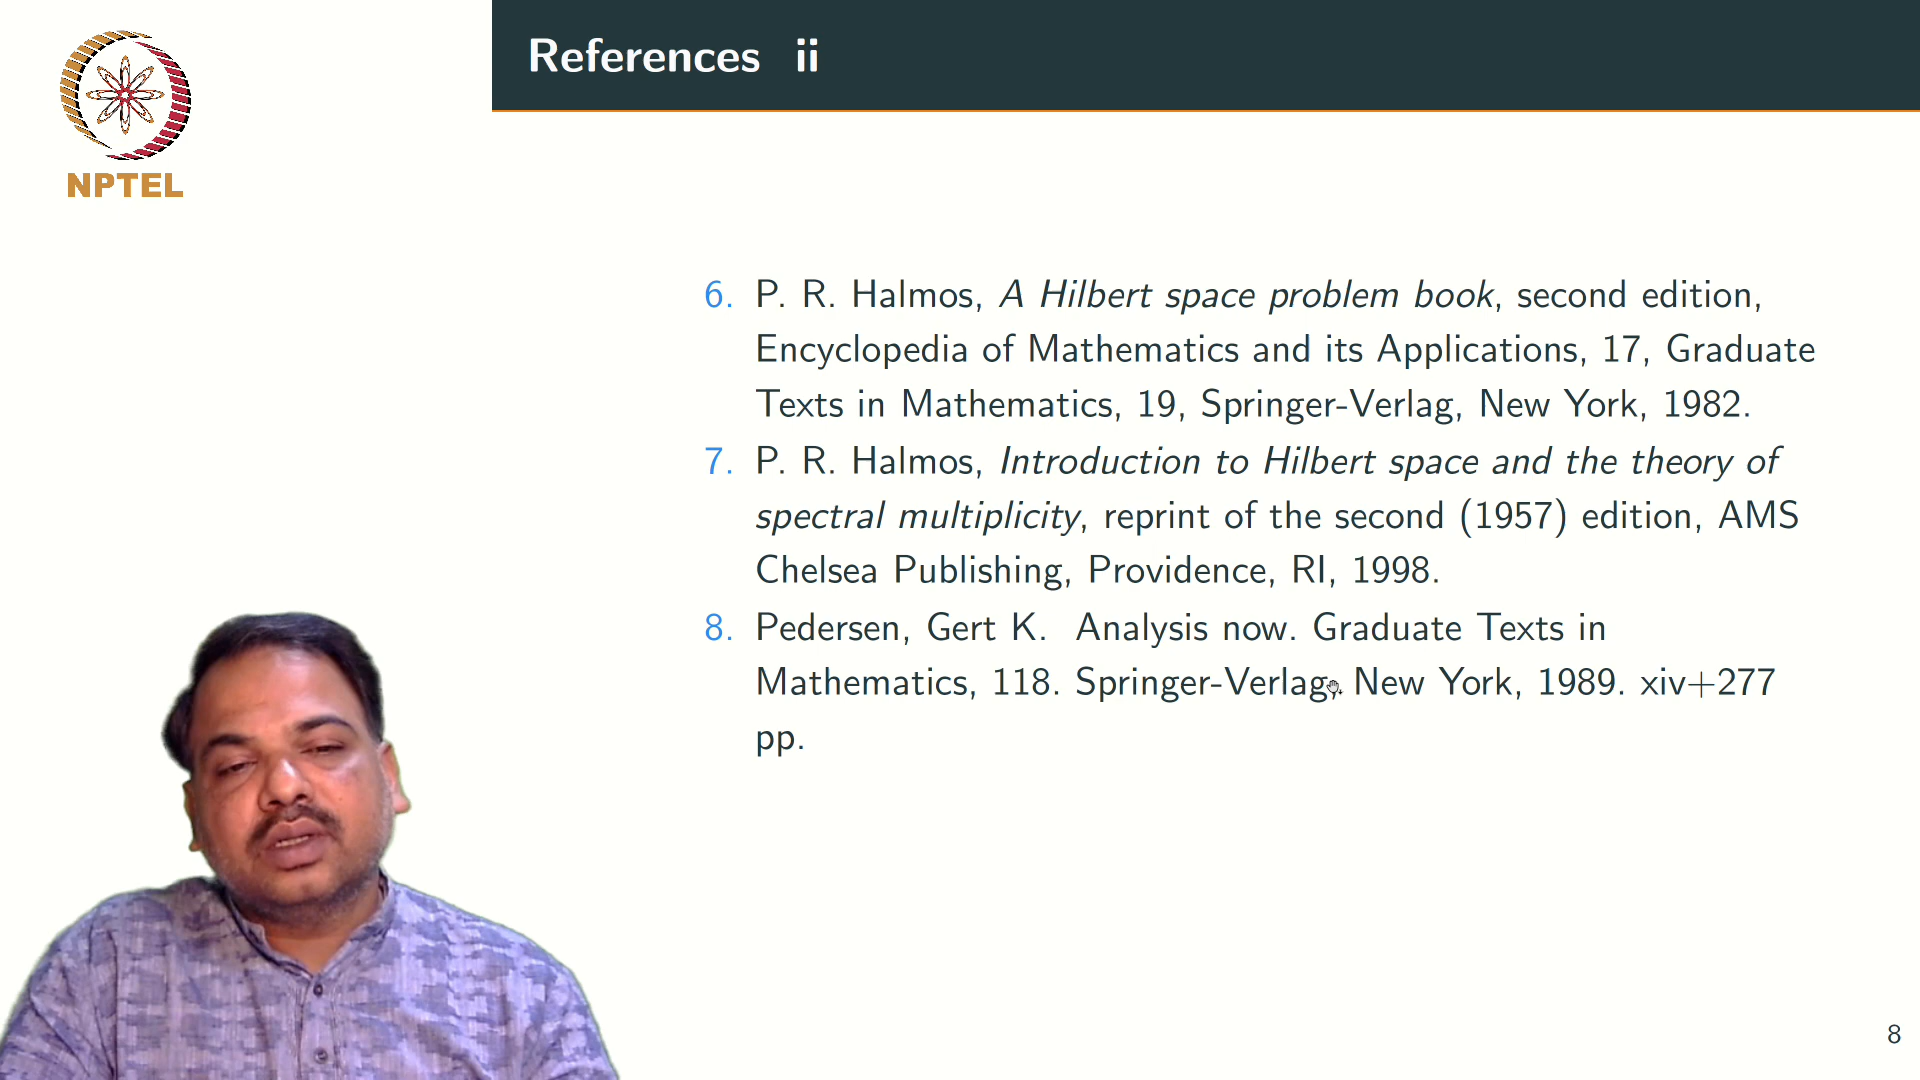 NPTEL
References ii
6. P. R. Halmos, A Hilbert space problem book, second edition,
Encyclopedia of Mathematics and its Applications, 17, Graduate
Texts in Mathematics, 19, Springer-Verlag, New York, 1982.
7. P. R. Halmos, Introduction to Hilbert space and the theory of
spectral multiplicity, reprint of the second (1957) edition, AMS
Chelsea Publishing, Providence, RI, 1998.
8. Pedersen, Gert K. Analysis now. Graduate Texts in
Mathematics, 118. Springer-Verlag, New York, 1989. xiv+277
pp.
8